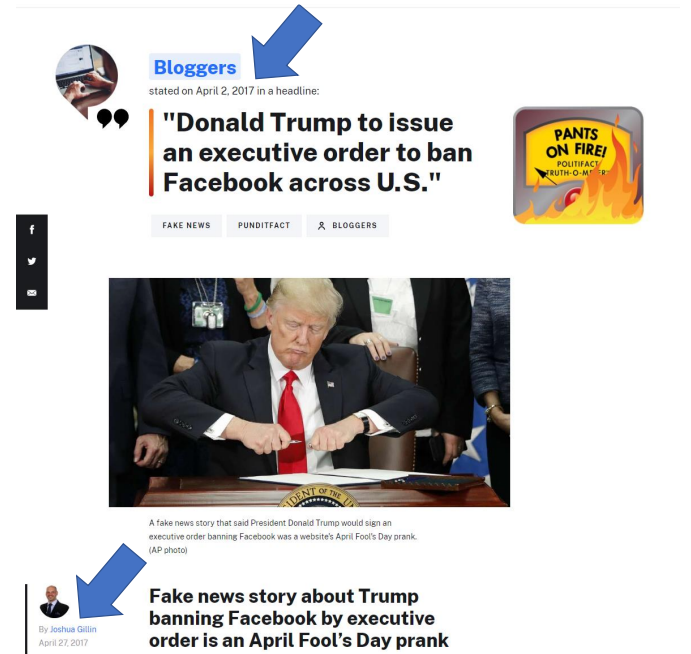 Bloggers
stated on April 2, 2017 in a headline:
"Donald Trump to issue
an executive order to ban
Facebook across U.S."
PANTS
ON FIRE!
POLITIFACT
TRUTH-O-METER
FAKE NEWS
PUNDITFACT
BLOGGERS
IDENT OF THE U
A fake news story that said President Donald Trump would sign an
executive order banning Facebook was a website's April Fool's Day prank.
(AP photo)
By Joshua Gillin
April 27, 2017
Fake news story about Trump
banning Facebook by executive
order is an April Fool’s Day prank